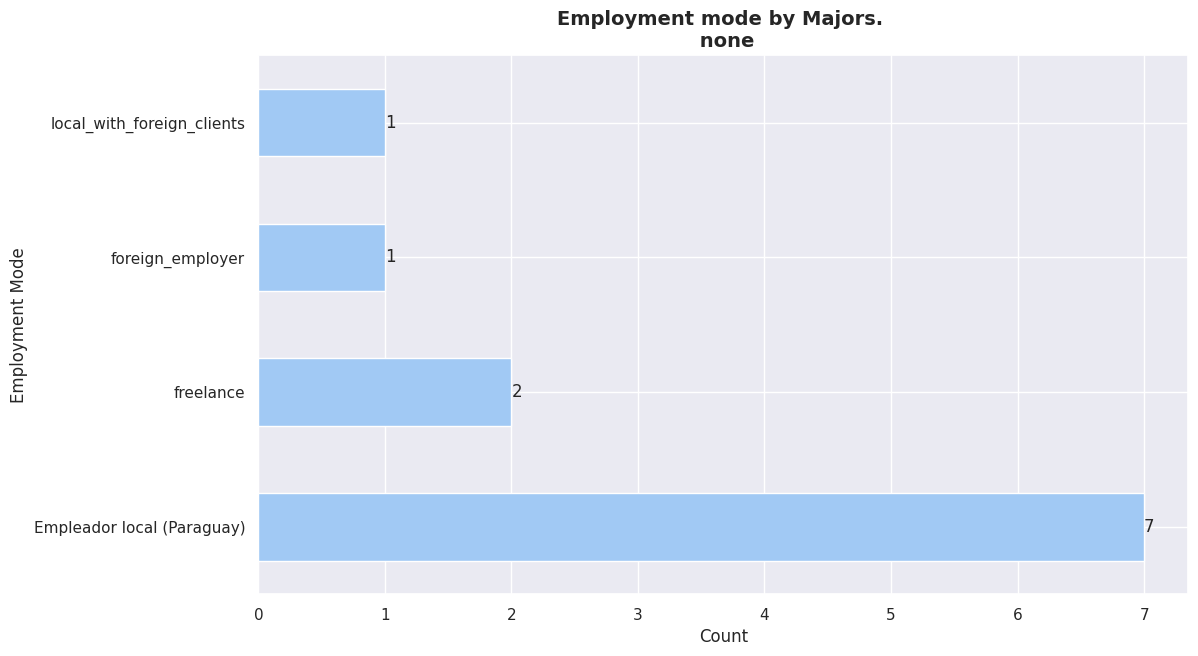 Employment mode by Majors.
none
local_with_foreign_clients
1
foreign_employer
1
freelance
2
Empleador local (Paraguay)
7
Employment Mode
0 1 2 3 4 5 6 7
Count